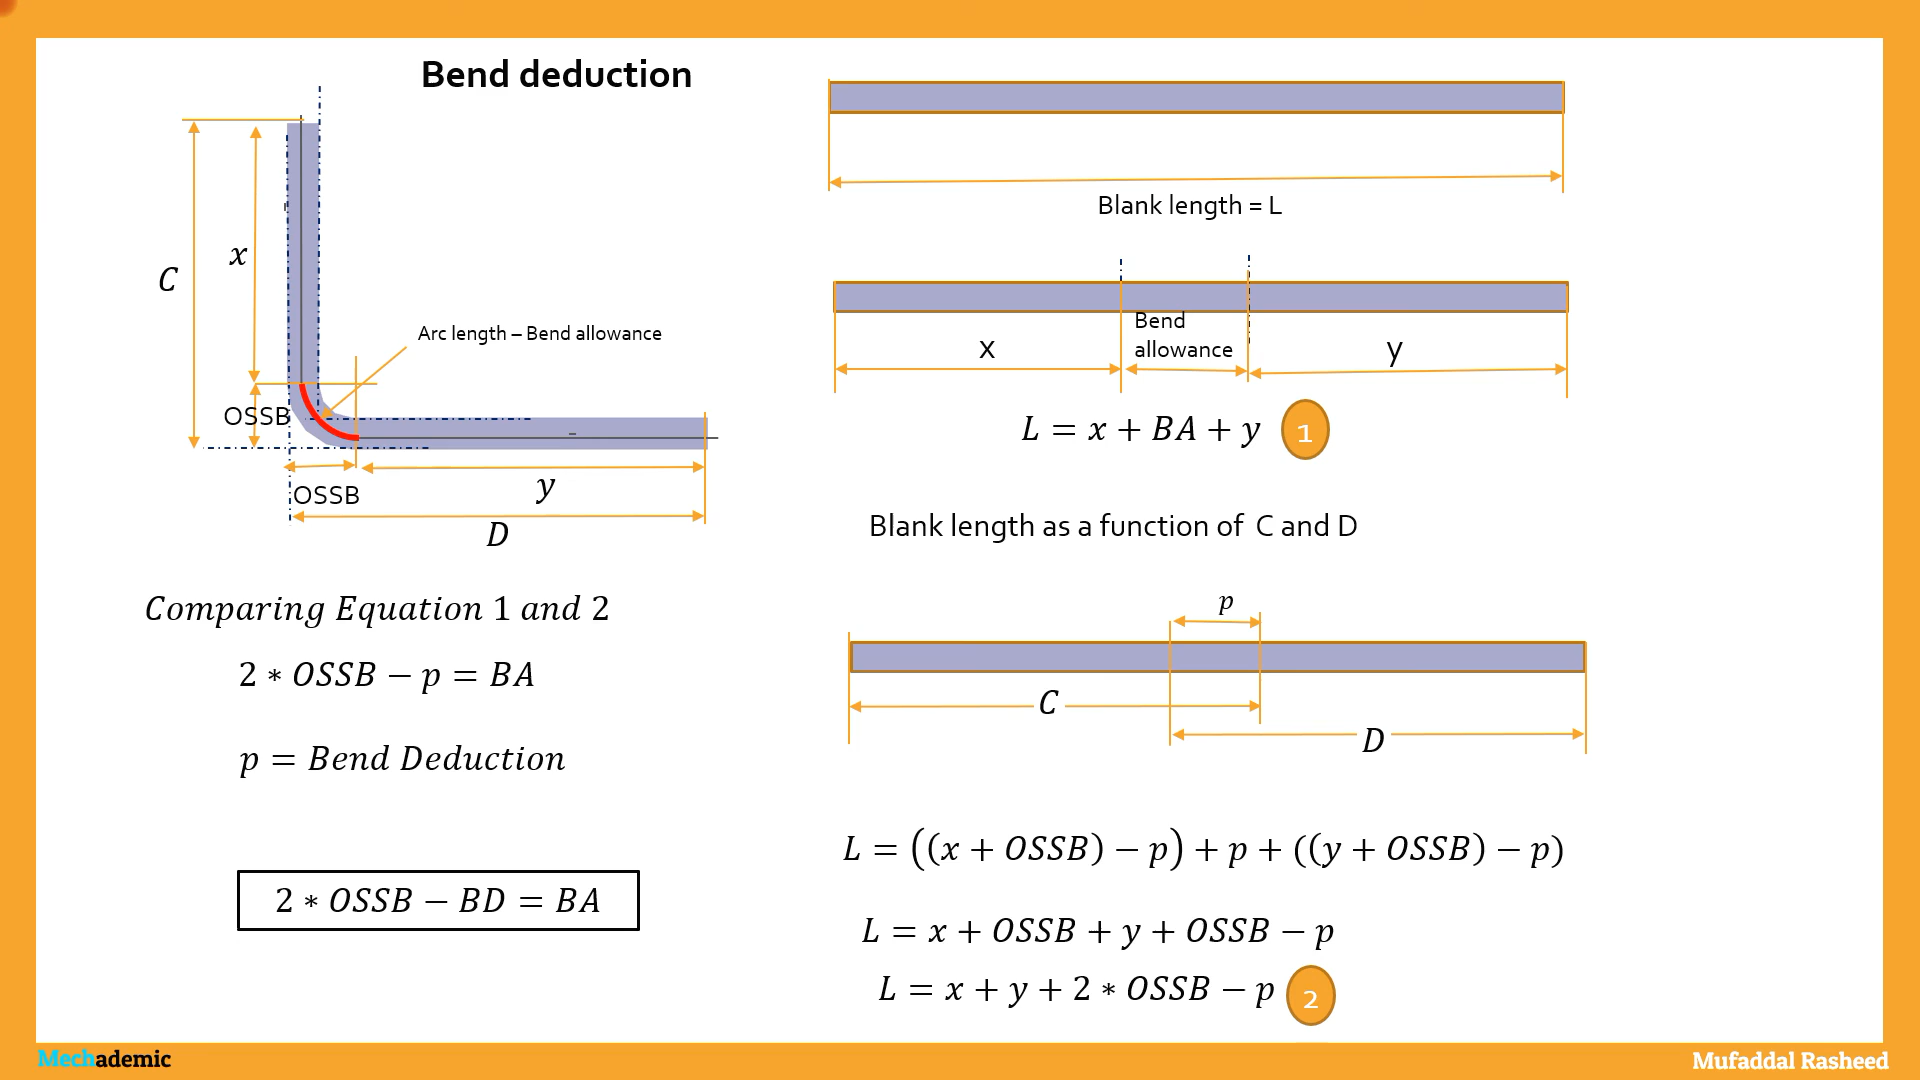 Bend deduction
C
x
Arc length – Bend allowance
OSSB
OSSB
y
D
Comparing Equation 1 and 2
2 ∗ OSSB − p = BA
p = Bend Deduction
2 ∗ OSSB − BD = BA
Blank length = L
x
Bend
allowance
y
L = x + BA + y
1
Blank length as a function of C and D
p
C
D
L = ((x + OSSB) − p) + p + ((y + OSSB) − p)
L = x + OSSB + y + OSSB − p
L = x + y + 2 ∗ OSSB − p
2
Mechademic
Mufaddal Rasheed